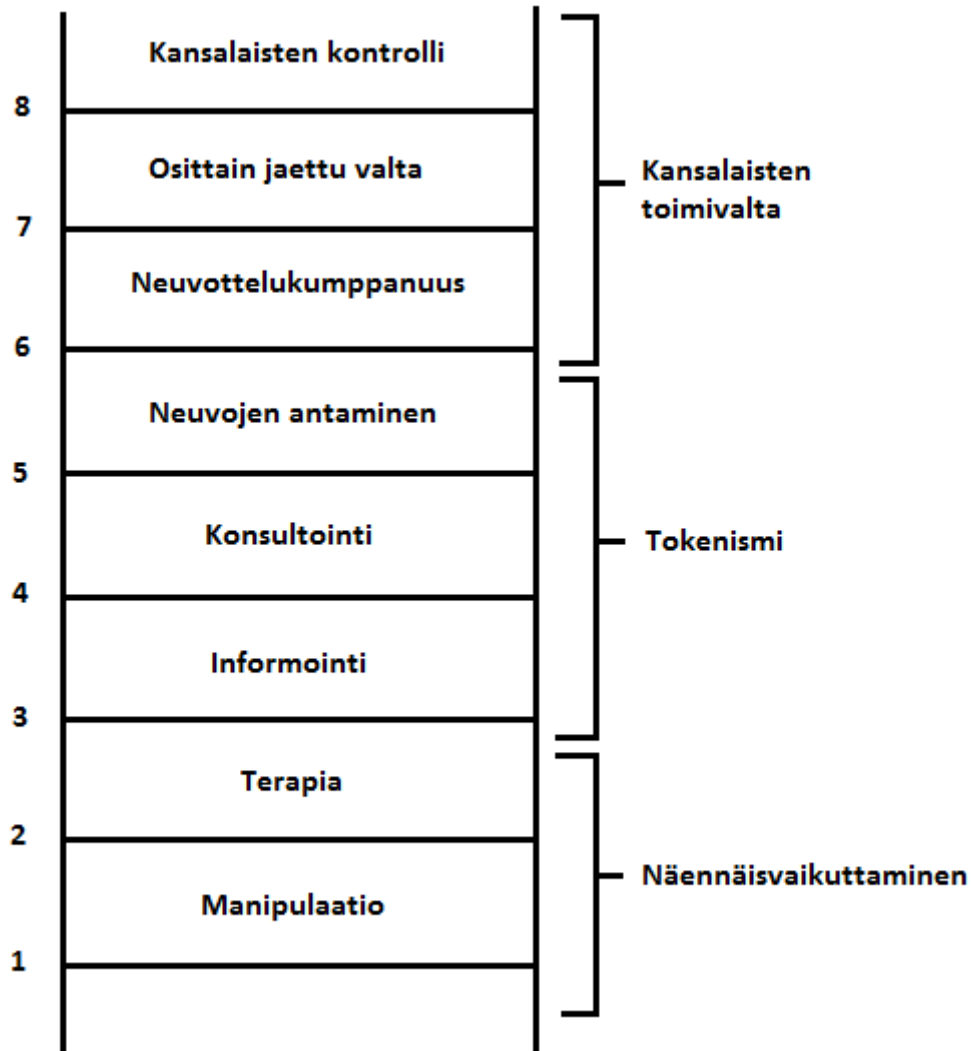 Kansalaisten kontrolli
8
Osittain jaettu valta
Kansalaisten
toimivalta
7
Neuvottelukumppanuus
6
Neuvojen antaminen
5
Konsultointi
Tokenismi
4
Informointi
3
Terapia
2
Näennäisvaikuttaminen
Manipulaatio
1